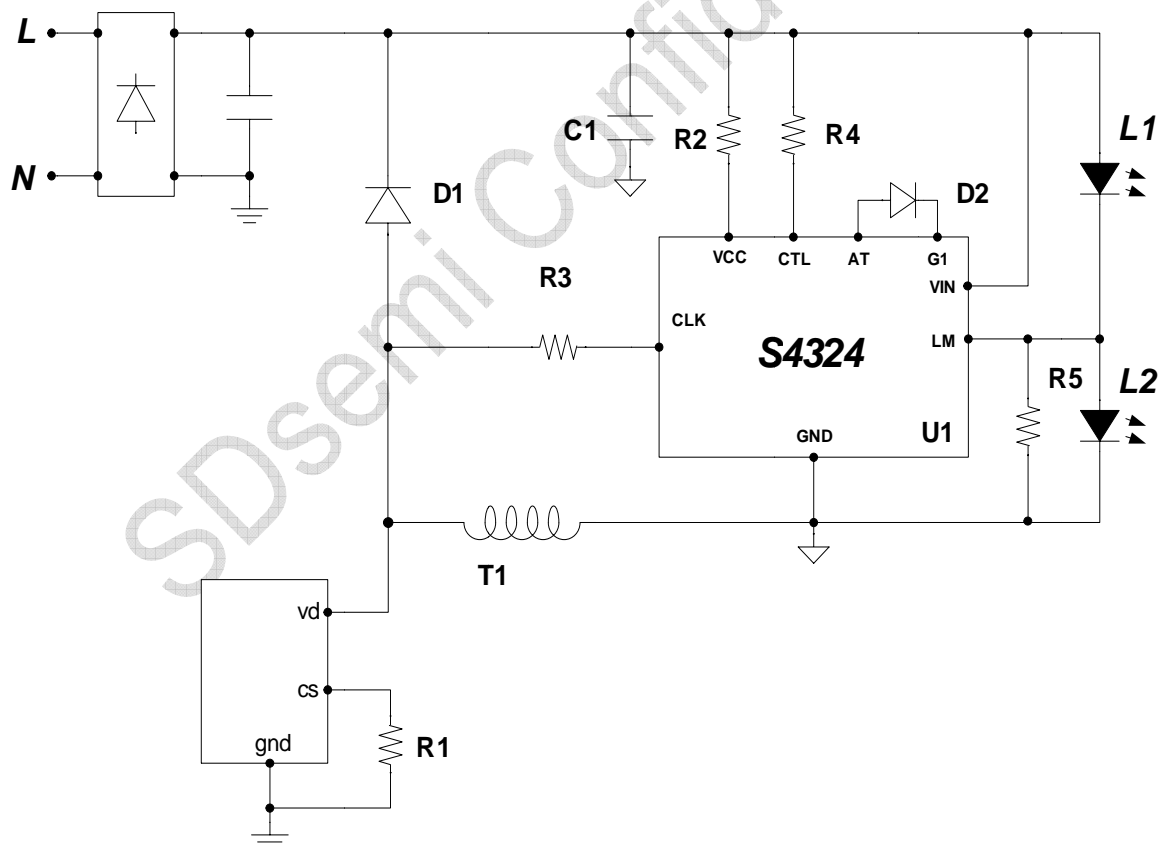 L
N
C1
R2
R4
L1
D1
D2
R3
VCC
CTL
AT
G1
VIN
CLK
LM
S4324
R5
L2
GND
U1
T1
vd
cs
gnd
R1
SDsemi Confid